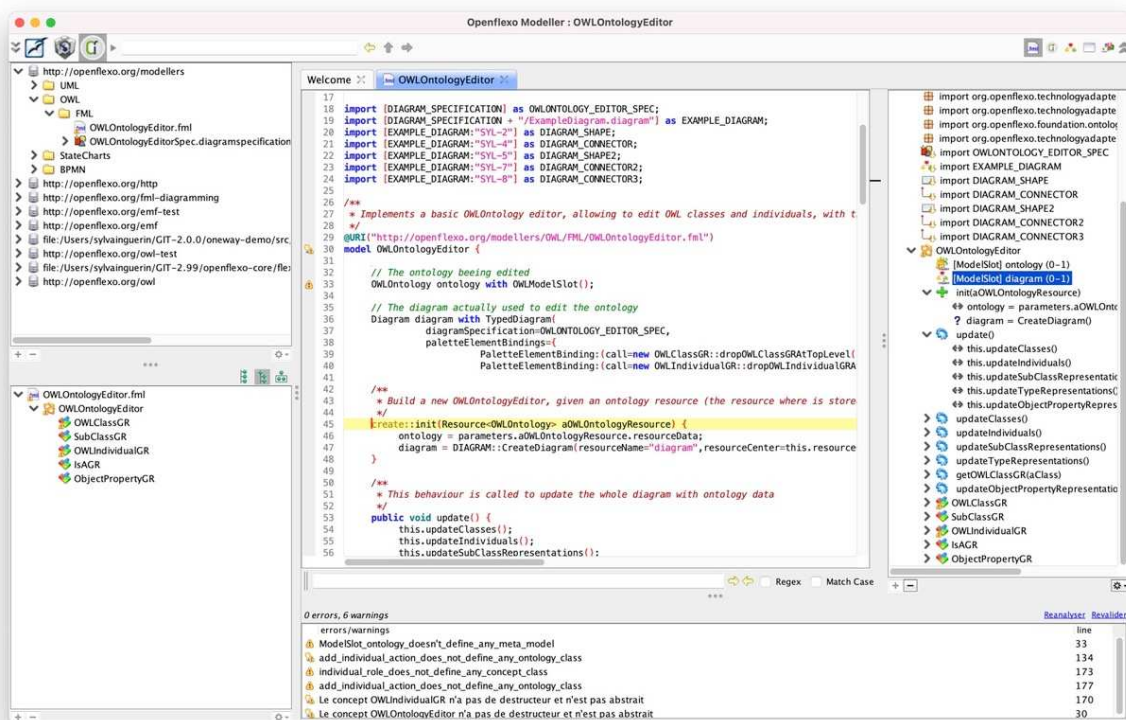 Openflexo Modeller : OWLOntologyEditor
http://openflexo.org/modellers
UML
OWL
FML
OWLOntologyEditor.fml
OWLOntologyEditorSpec.diagramspecification
StateCharts
BPMN
http://openflexo.org/http
http://openflexo.org/fml-diagramming
http://openflexo.org/emf-test
http://openflexo.org/emf
file:/Users/sylvainguerin/GIT-2.0.0/oneway-demo/src,
http://openflexo.org/owl-test
file:/Users/sylvainguerin/GIT-2.99/openflexo-core/fle
http://openflexo.org/owl
OWLOntologyEditor.fml
OWLOntologyEditor
OWLClassGR
SubClassGR
OWLIndividualGR
IsAGR
ObjectPropertyGR
Welcome
OWLOntologyEditor
17
18 import [DIAGRAM_SPECIFICATION] as OWLONTOLOGY_EDITOR_SPEC;
19 import [DIAGRAM_SPECIFICATION + "/ExampleDiagram.diagram"] as EXAMPLE_DIAGRAM;
20 import [EXAMPLE_DIAGRAM:"SYL-2"] as DIAGRAM_SHAPE;
21 import [EXAMPLE_DIAGRAM:"SYL-4"] as DIAGRAM_CONNECTOR;
22 import [EXAMPLE_DIAGRAM:"SYL-5"] as DIAGRAM_SHAPE2;
23 import [EXAMPLE_DIAGRAM:"SYL-7"] as DIAGRAM_CONNECTOR2;
24 import [EXAMPLE_DIAGRAM:"SYL-8"] as DIAGRAM_CONNECTOR3;
25
26 /**
27 * Implements a basic OWLOntology editor, allowing to edit OWL classes and individuals, with t
28 */
29 @URI("http://openflexo.org/modellers/OWL/FML/OWLOntologyEditor.fml")
30 model OWLOntologyEditor {
31
32 // The ontology beeing edited
33 OWLOntology ontology with OWLModelSlot();
34
35 // The diagram actually used to edit the ontology
36 Diagram diagram with TypedDiagram(
37 diagramSpecification=OWLONTOLOGY_EDITOR_SPEC,
38 paletteElementBindings={
39 PaletteElementBinding:(call=new OWLClassGR::dropOWLClassGRAtTopLevel(
40 PaletteElementBinding:(call=new OWLIndividualGR::dropOWLIndividualGRA
41
42 /**
43 * Build a new OWLOntologyEditor, given an ontology resource (the resource where is store
44 */
45 create::init(Resource<OWLOntology> aOWLOntologyResource) {
46 ontology = parameters.aOWLOntologyResource.resourceData;
47 diagram = DIAGRAM::CreateDiagram(resourceName="diagram",resourceCenter=this.resource
48 }
49
50 /**
51 * This behaviour is called to update the whole diagram with ontology data
52 */
53 public void update() {
54 this.updateClasses();
55 this.updateIndividuals();
56 this.updateSubClassRepresentations();
Regex Match Case
import org.openflexo.technologyadapte
import org.openflexo.technologyadapte
import org.openflexo.foundation.ontolog
import org.openflexo.technologyadapte
import OWLONTOLOGY_EDITOR_SPEC
import EXAMPLE_DIAGRAM
import DIAGRAM_SHAPE
import DIAGRAM_CONNECTOR
import DIAGRAM_SHAPE2
import DIAGRAM_CONNECTOR2
import DIAGRAM_CONNECTOR3
OWLOntologyEditor
[ModelSlot] ontology (0-1)
[ModelSlot] diagram (0-1)
init(aOWLOntologyResource)
ontology = parameters.aOWLOnto
diagram = CreateDiagram()
update()
this.updateClasses()
this.updateIndividuals()
this.updateSubClassRepresentatic
this.updateTypeRepresentations()
this.updateObjectPropertyRepres
updateClasses()
updateIndividuals()
updateSubClassRepresentations()
updateTypeRepresentations()
getOWLClassGR(aClass)
updateObjectPropertyRepresentatio
OWLClassGR
SubClassGR
OWLIndividualGR
IsAGR
ObjectPropertyGR
0 errors, 6 warnings Reanalyser Revalider
errors/warnings line
ModelSlot_ontology_doesn't_define_any_meta_model 33
add_individual_action_does_not_define_any_ontology_class 134
individual_role_does_not_define_any_concept_class 173
add_individual_action_does_not_define_any_ontology_class 177
Le concept OWLIndividualGR n'a pas de destructeur et n'est pas abstrait 170
Le concept OWLOntologyEditor n'a pas de destructeur et n'est pas abstrait 30